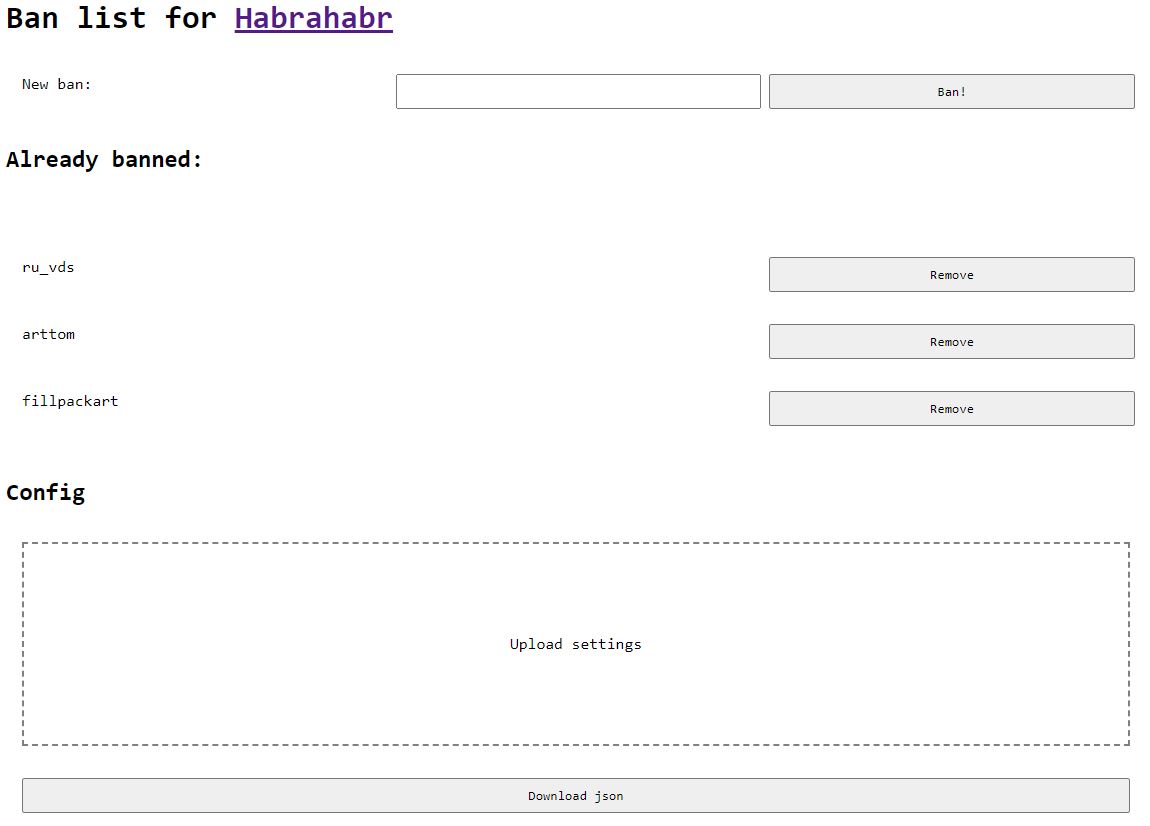 Ban list for Habrahabr
New ban:
Ban!
Already banned:
ru_vds
Remove
arttom
Remove
fillpackart
Remove
Config
Upload settings
Download json